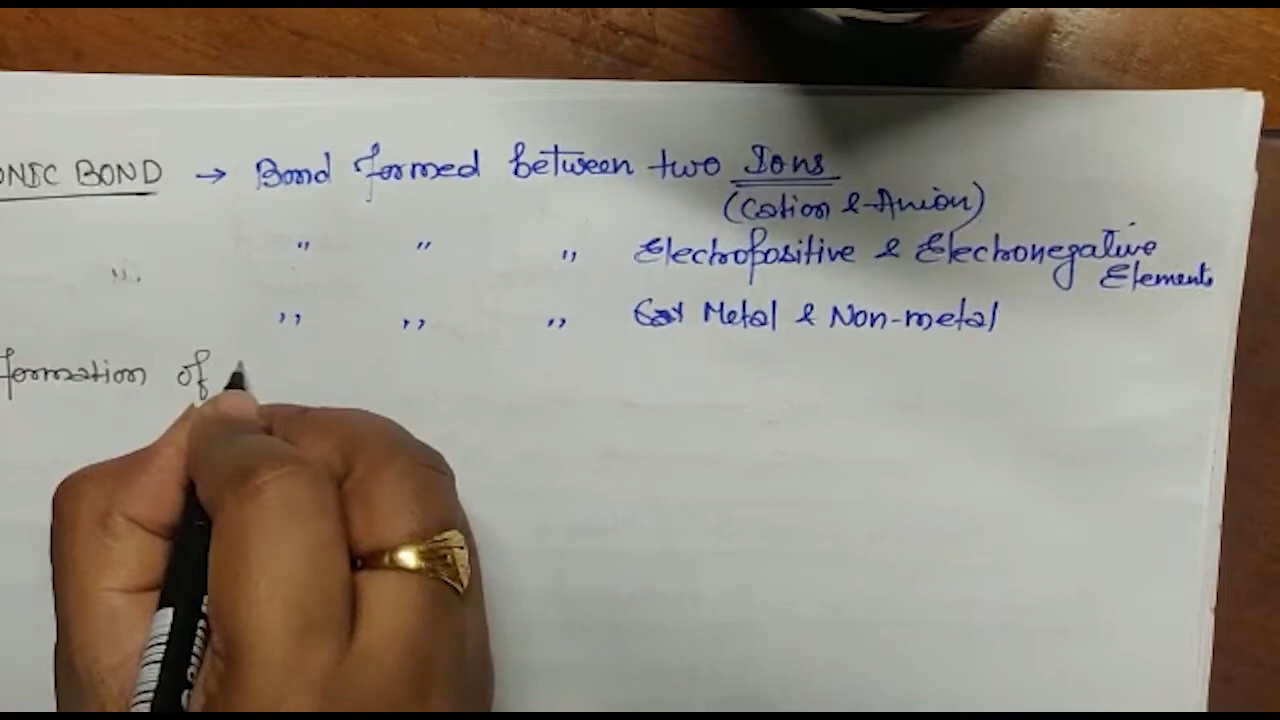 ONIC BOND → Bond formed between two Ions
(Cation & Anion)
" " " Electropositive & Electronegative
Elements
" " " Metal & Non-metal
formation of